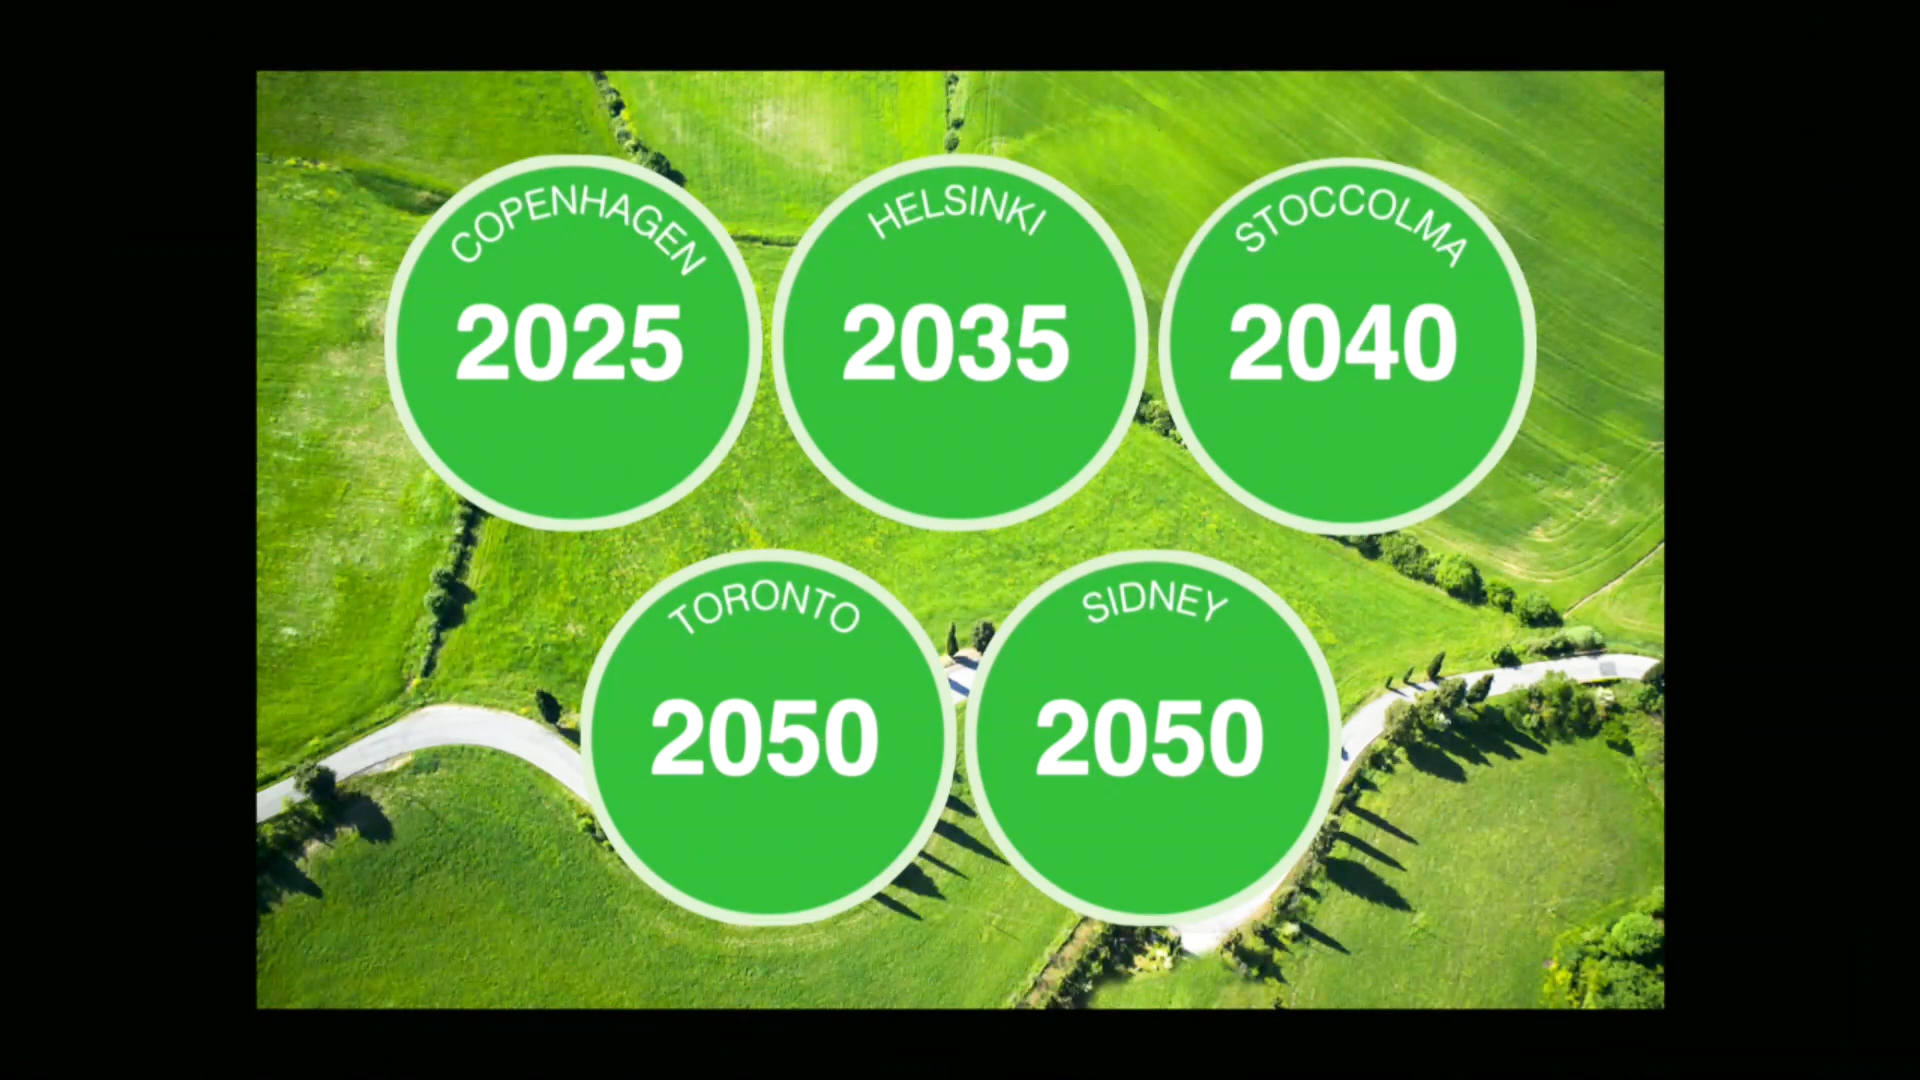 COPENHAGEN
2025
HELSINKI
2035
STOCCOLMA
2040
TORONTO
2050
SIDNEY
2050